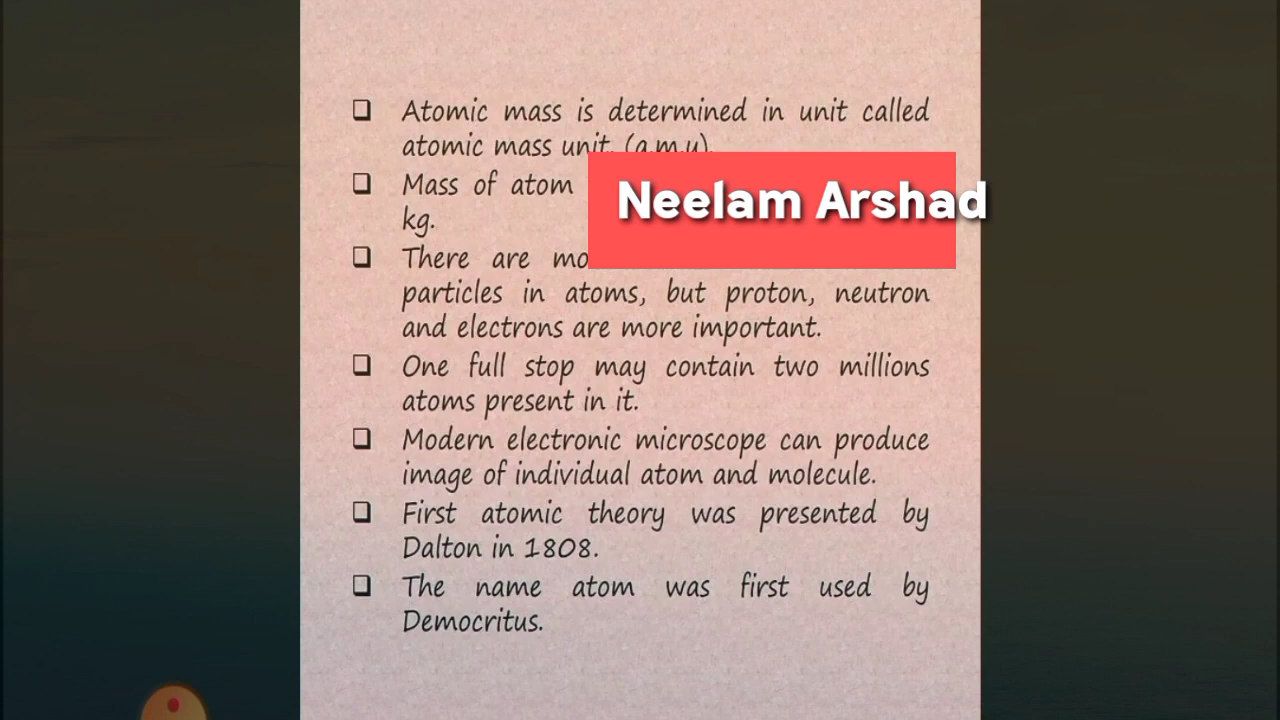 ❑ Atomic mass is determined in unit called
atomic mass unit. (a.m.u).
❑ Mass of atom
Neelam Arshad
kg.
❑ There are
particles in atoms, but proton, neutron
and electrons are more important.
❑ One full stop may contain two millions
atoms present in it.
❑ Modern electronic microscope can produce
image of individual atom and molecule.
❑ First atomic theory was presented by
Dalton in 1808.
❑ The name atom was first used by
Democritus.